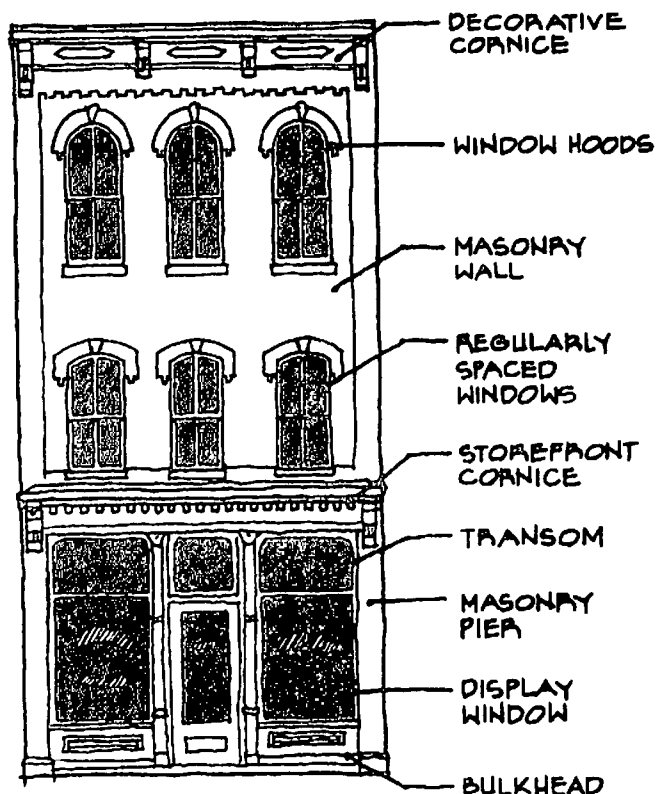 DECORATIVE
CORNICE
WINDOW HOODS
MASONRY
WALL
REGULARLY
SPACED
WINDOWS
STOREFRONT
CORNICE
TRANSOM
MASONRY
PIER
DISPLAY
WINDOW
BULKHEAD